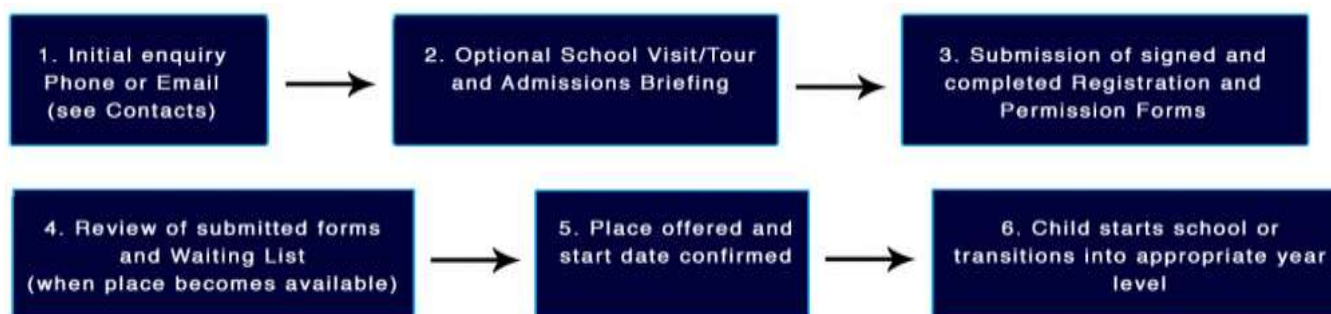 1. Initial enquiry
Phone or Email
(see Contacts)
2. Optional School Visit/Tour
and Admissions Briefing
3. Submission of signed and
completed Registration and
Permission Forms
4. Review of submitted forms
and Waiting List
(when place becomes available)
5. Place offered and
start date confirmed
6. Child starts school or
transitions into appropriate year
level